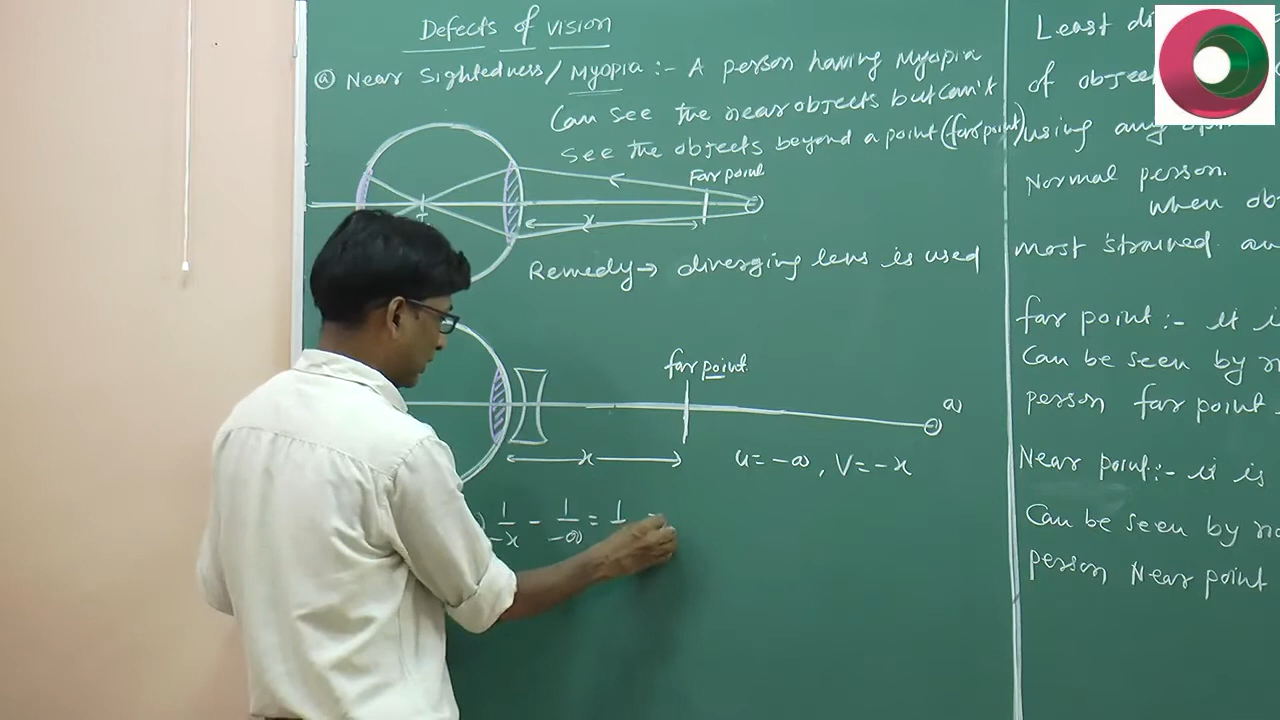 Defects of vision
(a) Near Sightedness/ Myopia :- A person having Myopia
Can see the near objects but can't
see the objects beyond a point (far point)
Far point
x
Remedy → diverging lens is used
far point
∞
x
u = -∞, V = -x
1/-x - 1/-∞ = 1
Least
of object
using any
Normal person.
when
most strained
far point :- it
Can be seen by
person far point
Near point :- it is
Can be seen by
person Near point